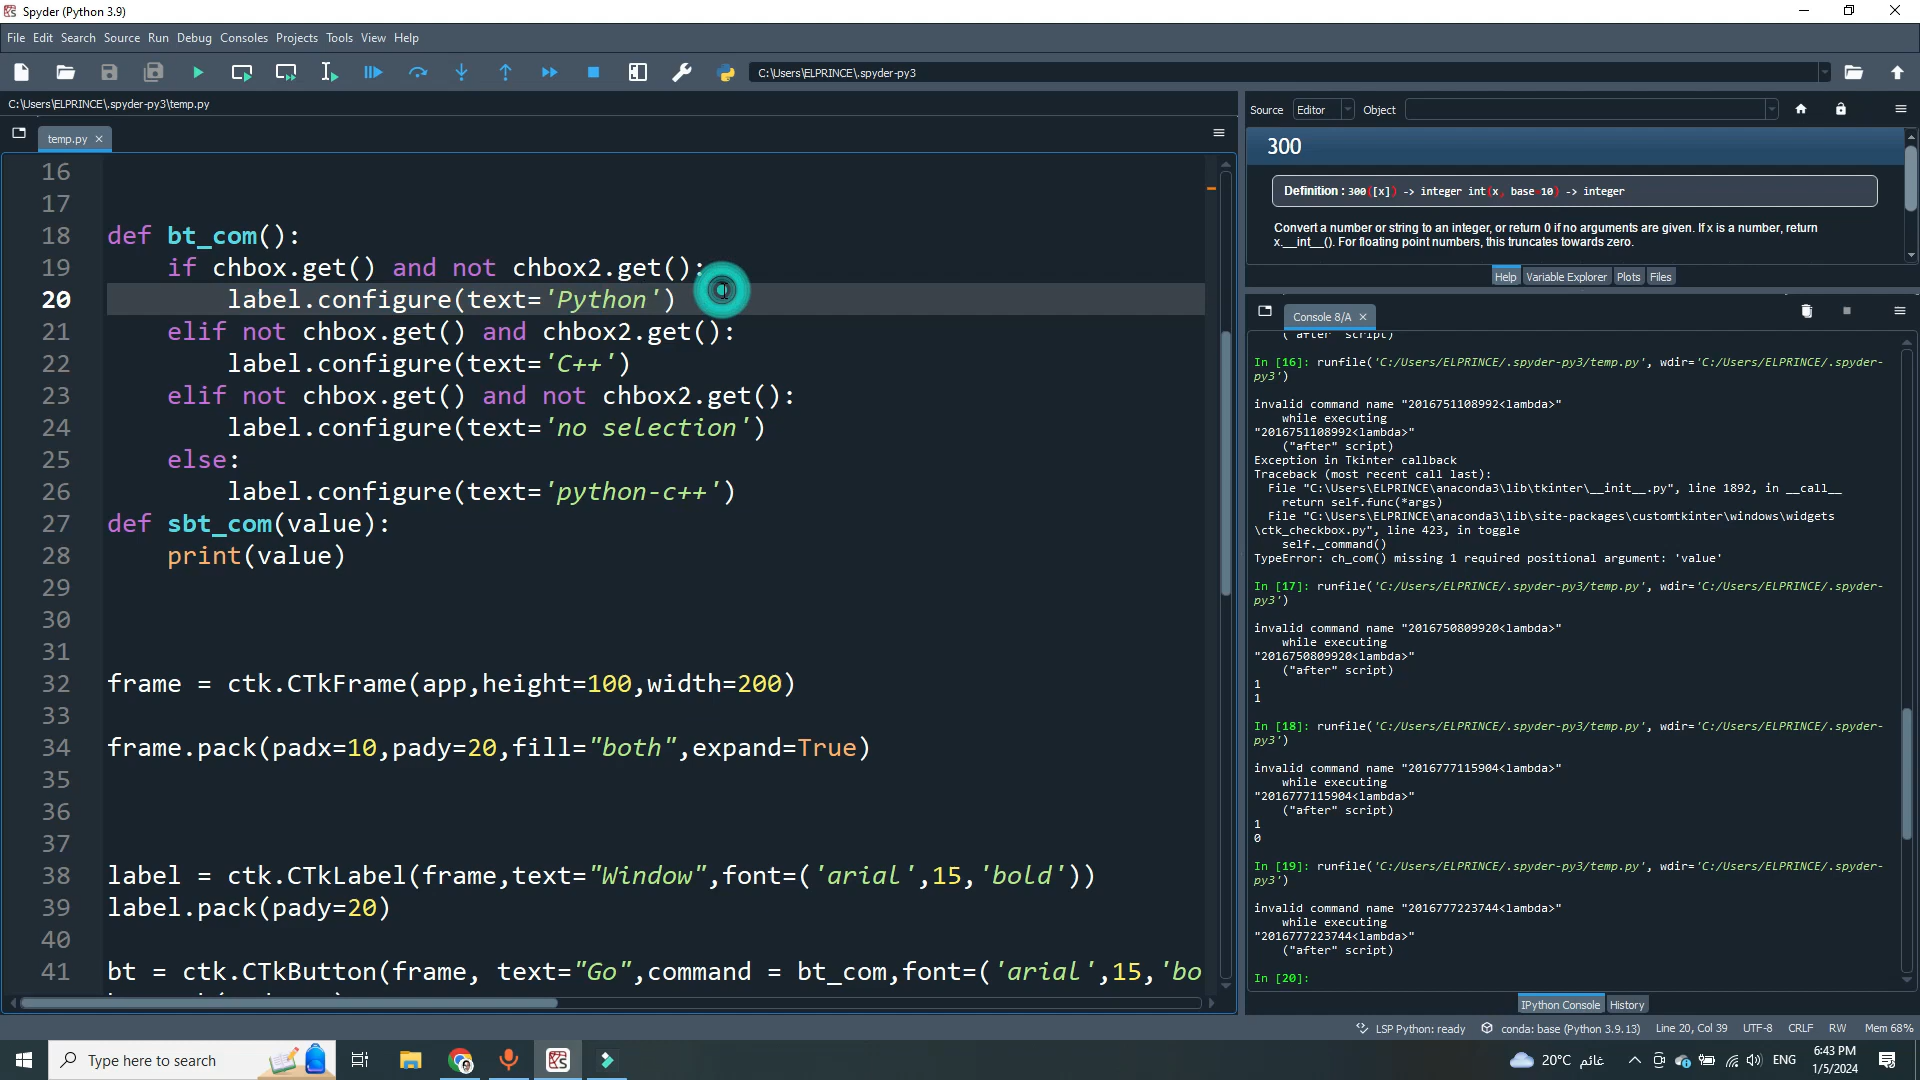 Spyder (Python 3.9)
File Edit Search Source Run Debug Consoles Projects Tools View Help
C:\Users\ELPRINCE\.spyder-py3
C:\Users\ELPRINCE\.spyder-py3\temp.py
temp.py
16
17
18 def bt_com():
19 if chbox.get() and not chbox2.get():
20 label.configure(text='Python')
21 elif not chbox.get() and chbox2.get():
22 label.configure(text='C++')
23 elif not chbox.get() and not chbox2.get():
24 label.configure(text='no selection')
25 else:
26 label.configure(text='python-c++')
27 def sbt_com(value):
28 print(value)
29
30
31
32 frame = ctk.CTkFrame(app,height=100,width=200)
33
34 frame.pack(padx=10,pady=20,fill="both",expand=True)
35
36
37
38 label = ctk.CTkLabel(frame,text="Window",font=('arial',15,'bold'))
39 label.pack(pady=20)
40
41 bt = ctk.CTkButton(frame, text="Go",command = bt_com,font=('arial',15,'bo
Source Editor Object
300
Definition : 300([x]) -> integer int(x, base=10) -> integer
Convert a number or string to an integer, or return 0 if no arguments are given. If x is a number, return
x.__int__(). For floating point numbers, this truncates towards zero.
Help Variable Explorer Plots Files
Console 8/A
("after" script)
In [16]: runfile('C:/Users/ELPRINCE/.spyder-py3/temp.py', wdir='C:/Users/ELPRINCE/.spyder-
py3')
invalid command name "2016751108992<lambda>"
while executing
"2016751108992<lambda>"
("after" script)
Exception in Tkinter callback
Traceback (most recent call last):
File "C:\Users\ELPRINCE\anaconda3\lib\tkinter\__init__.py", line 1892, in __call__
return self.func(*args)
File "C:\Users\ELPRINCE\anaconda3\lib\site-packages\customtkinter\windows\widgets
\ctk_checkbox.py", line 423, in toggle
self._command()
TypeError: ch_com() missing 1 required positional argument: 'value'
In [17]: runfile('C:/Users/ELPRINCE/.spyder-py3/temp.py', wdir='C:/Users/ELPRINCE/.spyder-
py3')
invalid command name "2016750809920<lambda>"
while executing
"2016750809920<lambda>"
("after" script)
1
1
In [18]: runfile('C:/Users/ELPRINCE/.spyder-py3/temp.py', wdir='C:/Users/ELPRINCE/.spyder-
py3')
invalid command name "2016777115904<lambda>"
while executing
"2016777115904<lambda>"
("after" script)
1
0
In [19]: runfile('C:/Users/ELPRINCE/.spyder-py3/temp.py', wdir='C:/Users/ELPRINCE/.spyder-
py3')
invalid command name "2016777223744<lambda>"
while executing
"2016777223744<lambda>"
("after" script)
In [20]:
IPython Console History
LSP Python: ready conda: base (Python 3.9.13) Line 20, Col 39 UTF-8 CRLF RW Mem 68%
Type here to search
20°C غائم
ENG
6:43 PM
1/5/2024